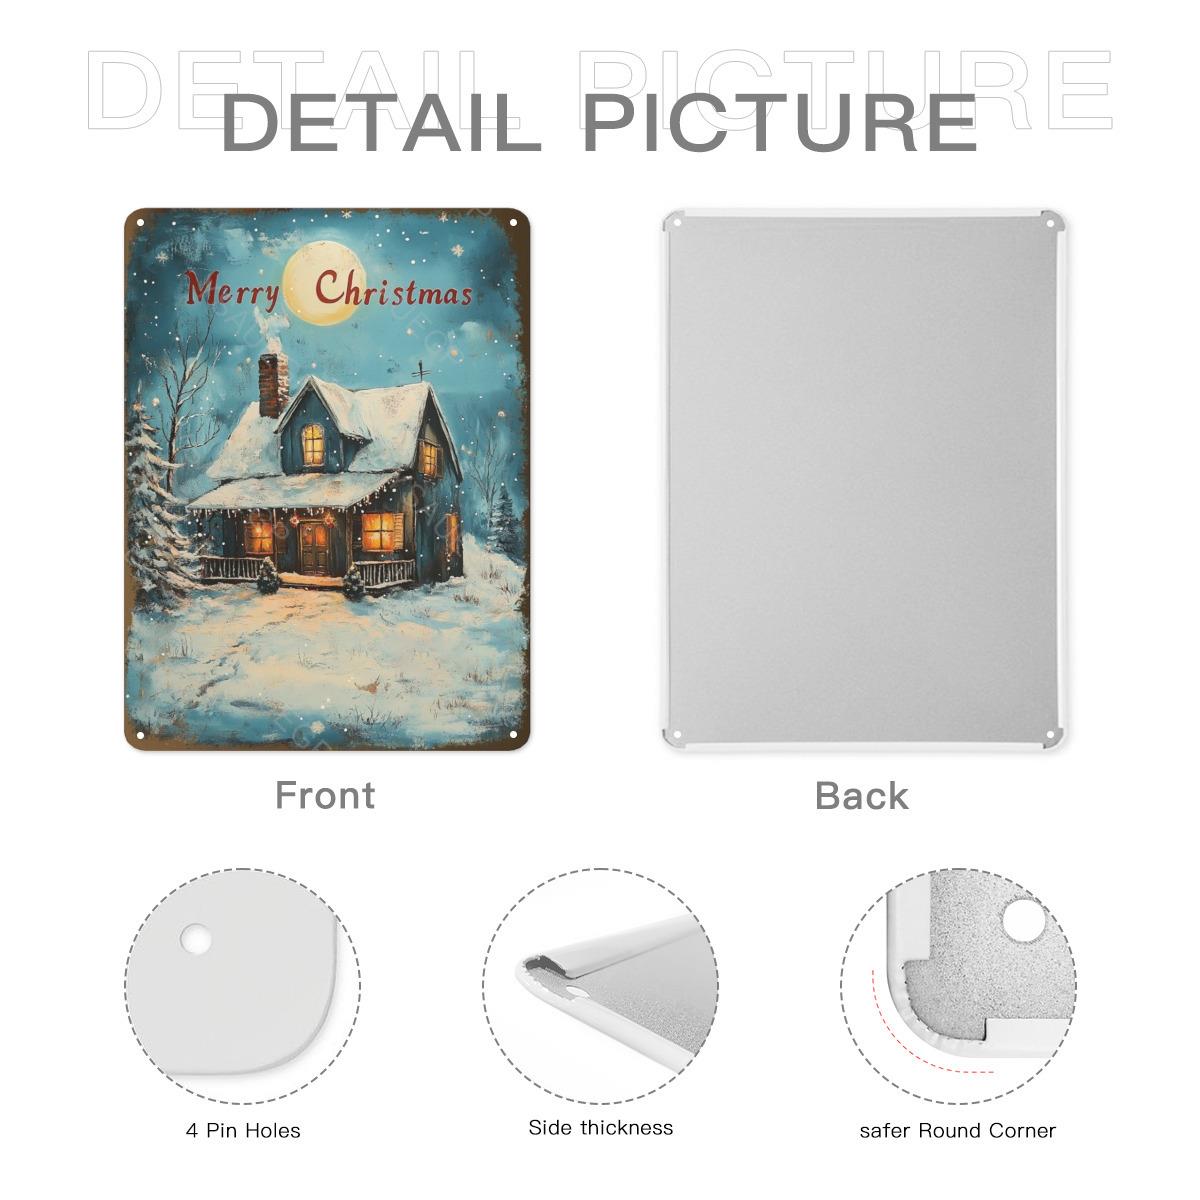 DETAIL PICTURE
DETAIL PICTURE
Merry Christmas
Front
Back
4 Pin Holes
Side thickness
safer Round Corner